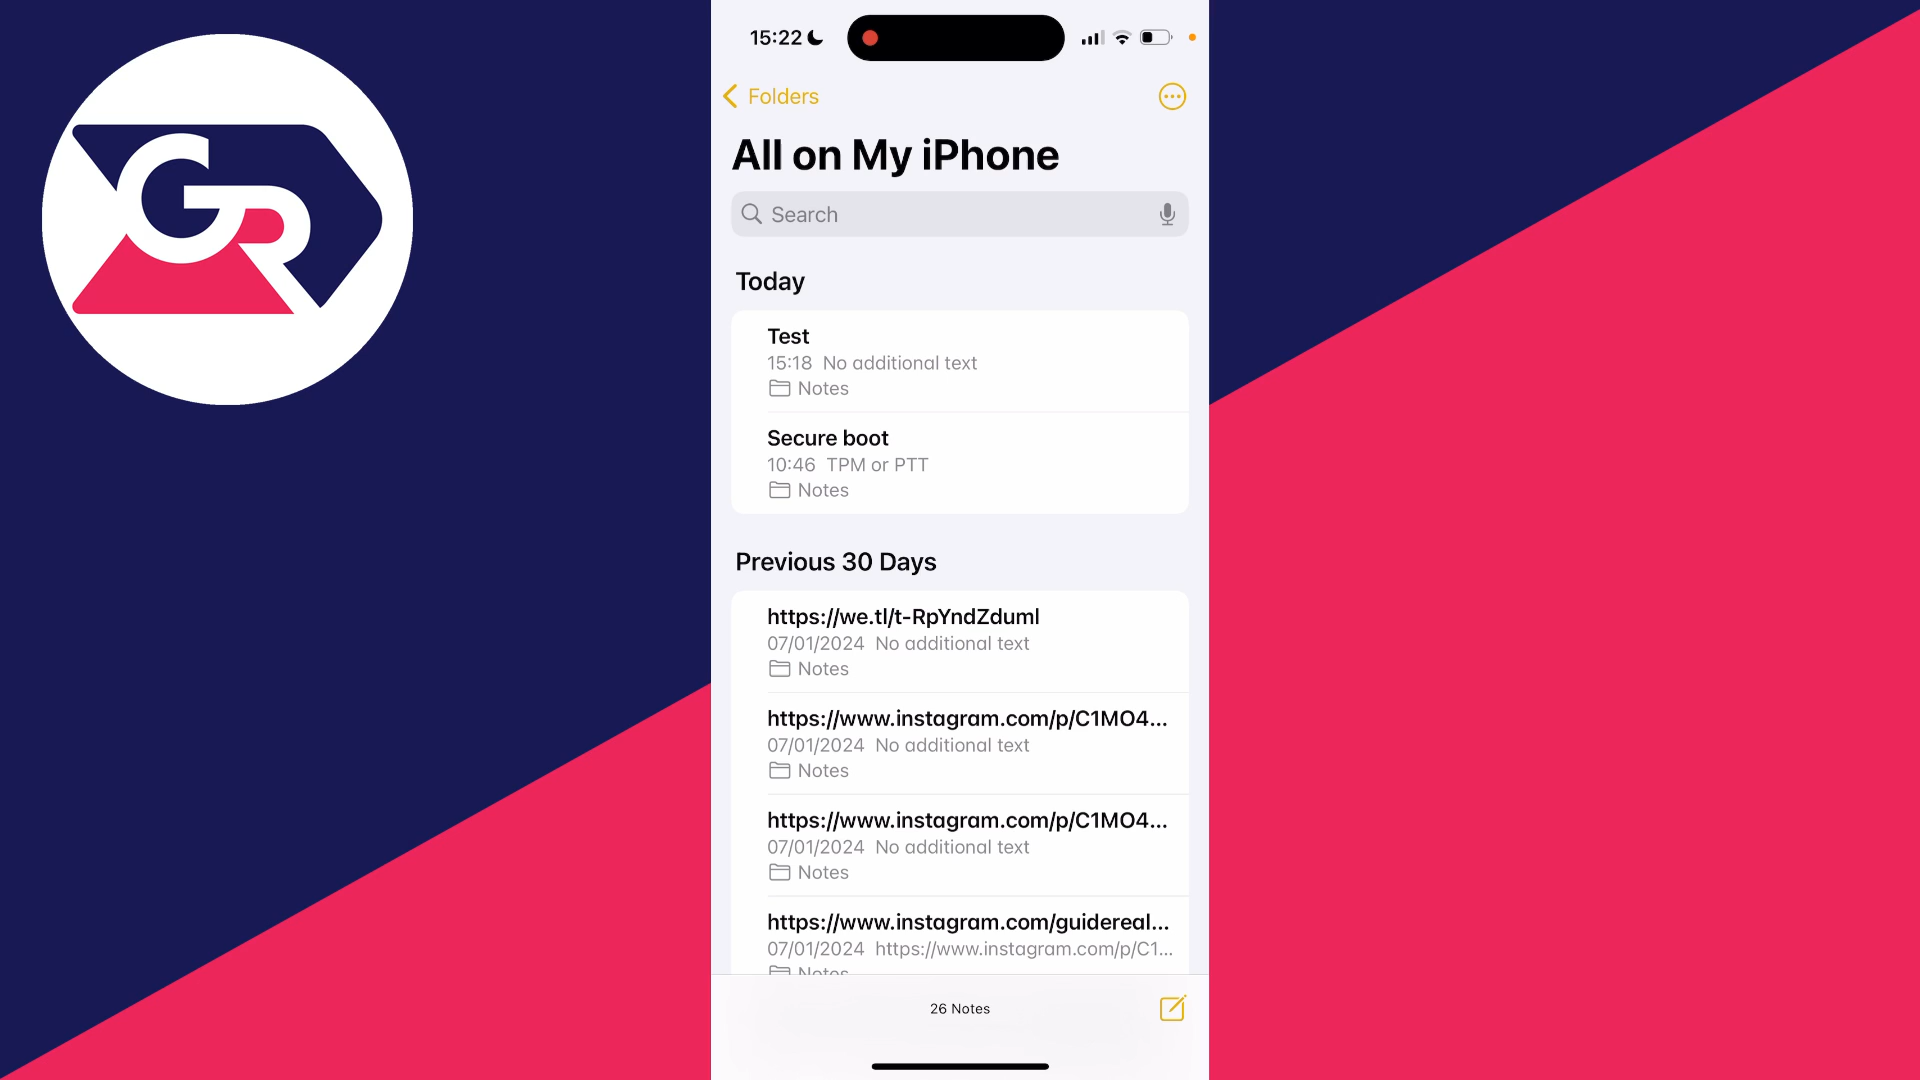 GR
15:22
Folders
All on My iPhone
Search
Today
Test
15:18 No additional text
Notes
Secure boot
10:46 TPM or PTT
Notes
Previous 30 Days
https://we.tl/t-RpYndZduml
07/01/2024 No additional text
Notes
https://www.instagram.com/p/C1MO4...
07/01/2024 No additional text
Notes
https://www.instagram.com/p/C1MO4...
07/01/2024 No additional text
Notes
https://www.instagram.com/guidereal...
07/01/2024 https://www.instagram.com/p/C1...
Notes
26 Notes